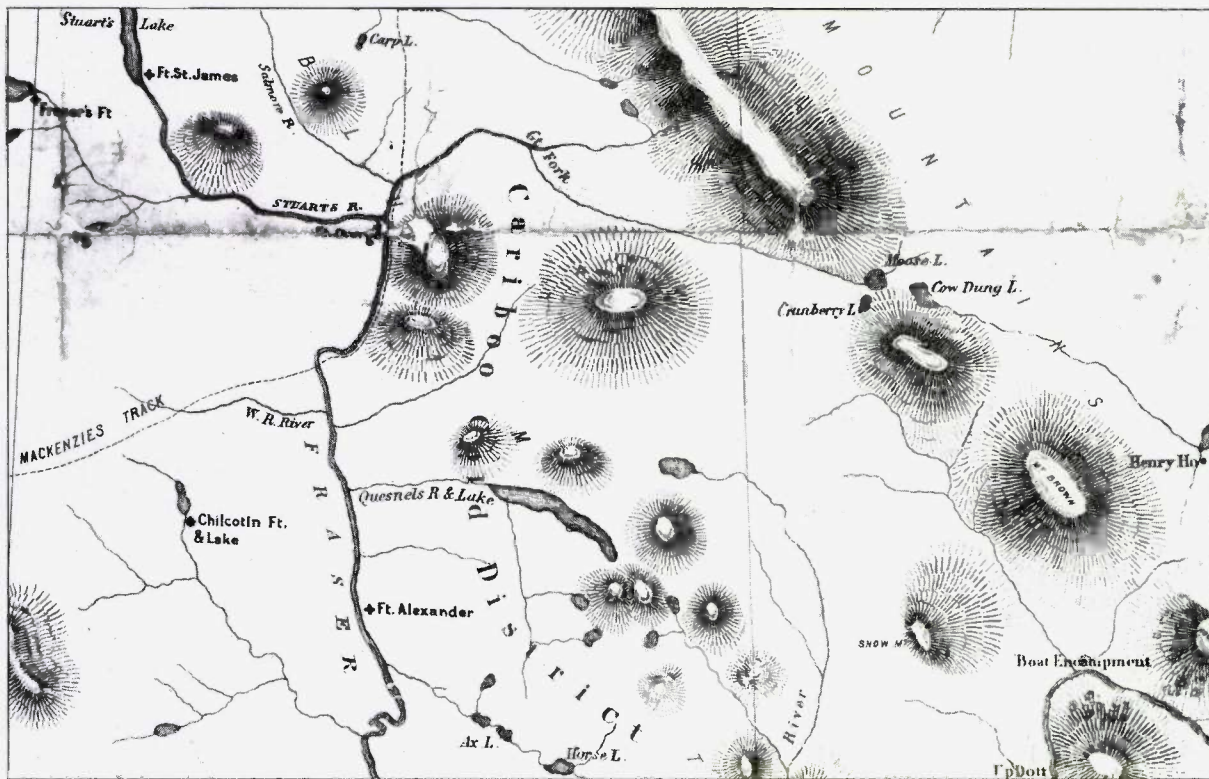 Stuart's Lake
Carp L.
Ft. St. James
Salmon R.
B L
MOUNTAINS
Fraser's Ft
Gt. Fork
STUARTS R.
Moose L.
Cow Dung L.
Cranberry L
Cariboo
MACKENZIES TRACK
W. R. River
M
MT BROWN
Henry Ho
Quesnels R & Lake
Chilcotin Ft.
& Lake
FRASER
District
Ft. Alexander
SNOW Mt
Boat Encampment
River
Ax L.
Horse L.
T